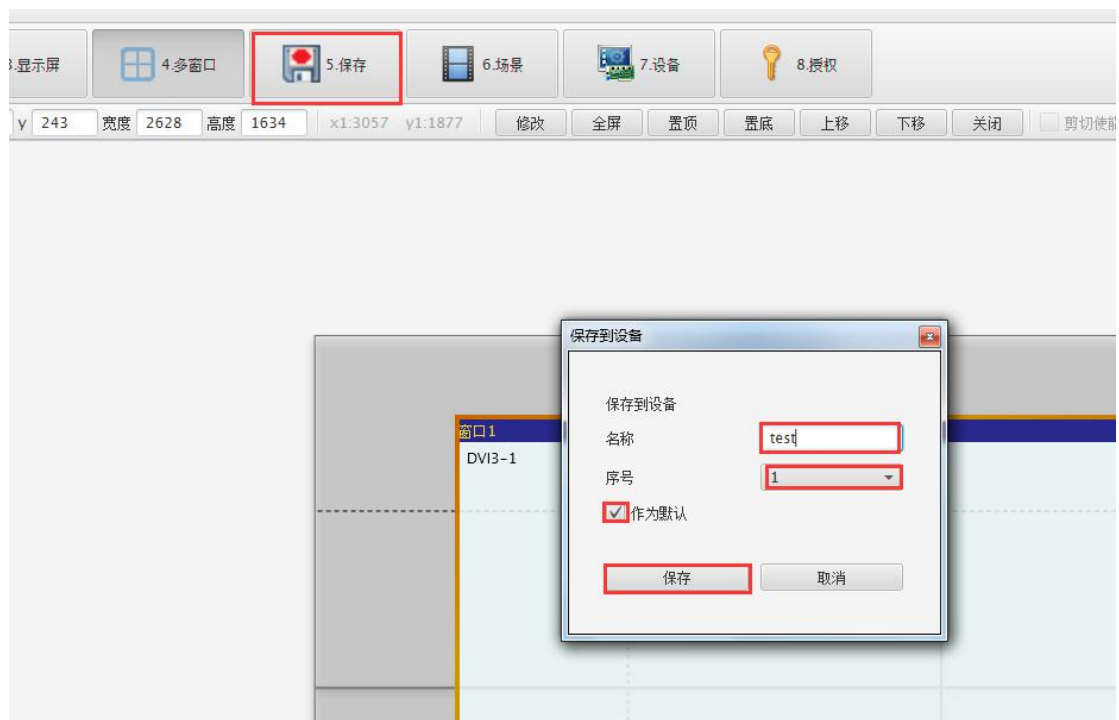 显示屏 4.多窗口 5.保存 6.场景 7.设备 8.授权
y 243 宽度 2628 高度 1634 x1:3057 y1:1877 修改 全屏 置顶 置底 上移 下移 关闭 剪切使能
保存到设备
保存到设备
窗口1
名称 test
DVI3-1
序号 1
作为默认
保存 取消